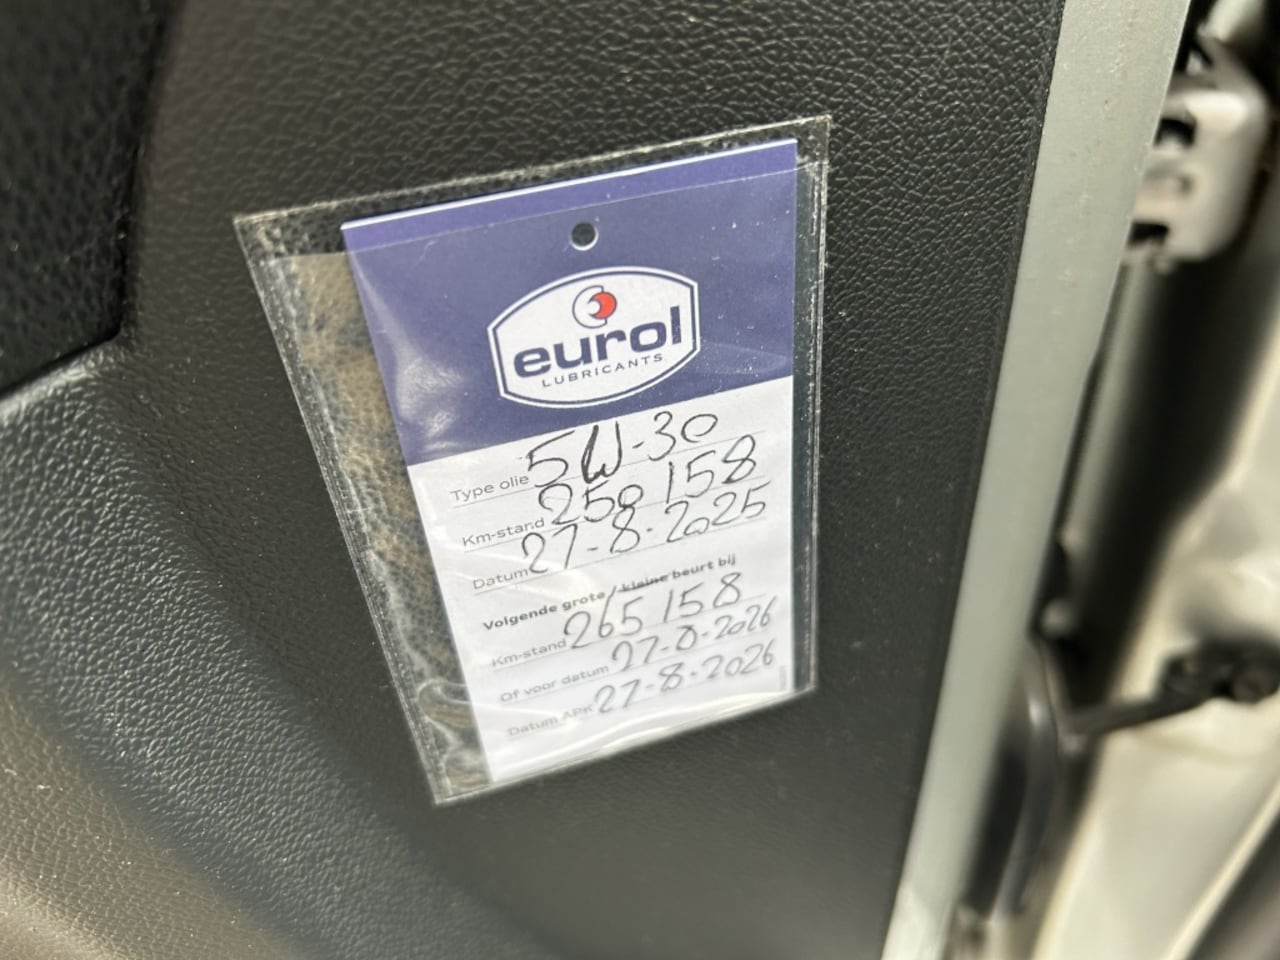 eurol
LUBRICANTS
Type olie 5W-30
Km-stand 250 158
Datum 27-8-2025
Volgende grote / kleine beurt bij
Km-stand 265 158
Of voor datum 27-8-2026
Datum APK 27-8-2026